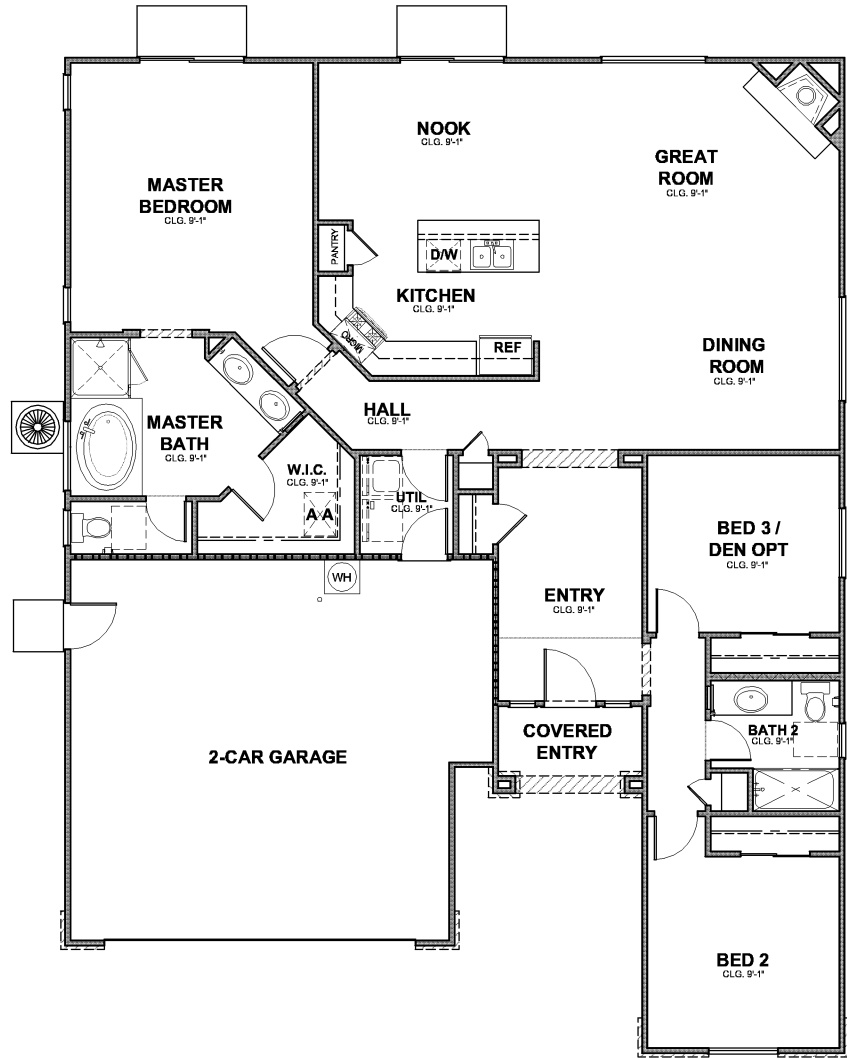 NOOK
CLG. 9'-1"
GREAT
ROOM
CLG. 9'-1"
MASTER
BEDROOM
CLG. 9'-1"
PANTRY
D/W
KITCHEN
CLG. 9'-1"
MICRO
REF
DINING
ROOM
CLG. 9'-1"
HALL
CLG. 9'-1"
MASTER
BATH
CLG. 9'-1"
W.I.C.
CLG. 9'-1"
UTIL
CLG. 9'-1"
A A
BED 3 /
DEN OPT
CLG. 9'-1"
WH
ENTRY
CLG. 9'-1"
COVERED
ENTRY
BATH 2
CLG. 9'-1"
2-CAR GARAGE
BED 2
CLG. 9'-1"